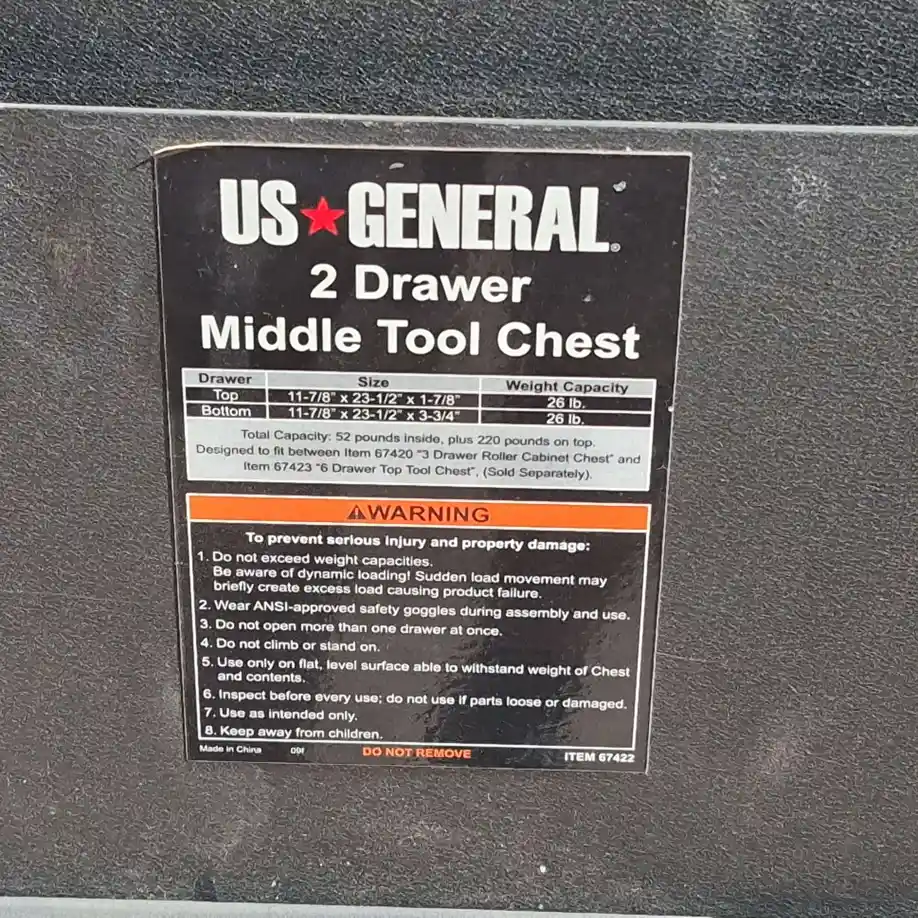 US★GENERAL®
2 Drawer
Middle Tool Chest
Drawer Size Weight Capacity
Top 11-7/8" x 23-1/2" x 1-7/8" 26 lb.
Bottom 11-7/8" x 23-1/2" x 3-3/4" 26 lb.
Total Capacity: 52 pounds inside, plus 220 pounds on top.
Designed to fit between Item 67420 "3 Drawer Roller Cabinet Chest" and
Item 67423 "6 Drawer Top Tool Chest", (Sold Separately).
⚠WARNING
To prevent serious injury and property damage:
1. Do not exceed weight capacities.
Be aware of dynamic loading! Sudden load movement may
briefly create excess load causing product failure.
2. Wear ANSI-approved safety goggles during assembly and use.
3. Do not open more than one drawer at once.
4. Do not climb or stand on.
5. Use only on flat, level surface able to withstand weight of Chest
and contents.
6. Inspect before every use; do not use if parts loose or damaged.
7. Use as intended only.
8. Keep away from children.
Made in China 09f DO NOT REMOVE ITEM 67422